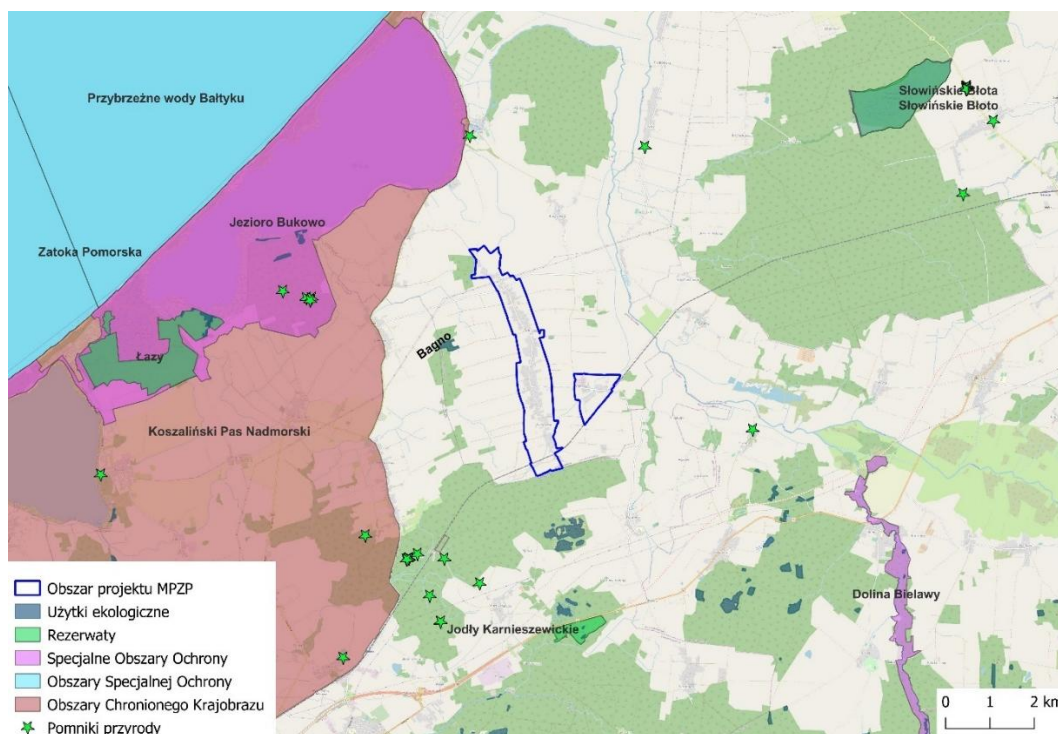 Przybrzeżne wody Bałtyku
Słowińskie Błota
Słowińskie Błoto
Jezioro Bukowo
Zatoka Pomorska
Bagno
Łazy
Koszaliński Pas Nadmorski
Dolina Bielawy
Jodły Karnieszewickie
Obszar projektu MPZP
Użytki ekologiczne
Rezerwaty
Specjalne Obszary Ochrony
Obszary Specjalnej Ochrony
Obszary Chronionego Krajobrazu
Pomniki przyrody
0 1 2 km